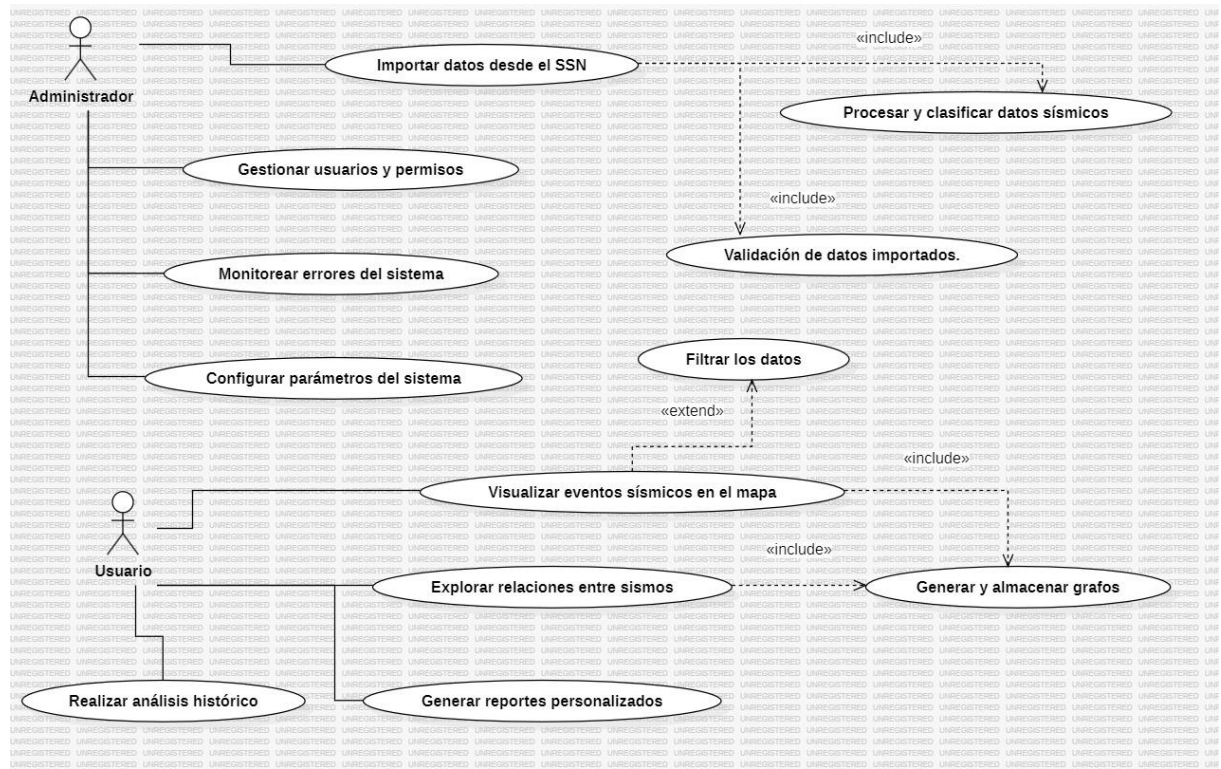 «include»
Importar datos desde el SSN
Administrador
Procesar y clasificar datos sísmicos
Gestionar usuarios y permisos
«include»
Validación de datos importados.
Monitorear errores del sistema
Filtrar los datos
Configurar parámetros del sistema
«extend»
«include»
Visualizar eventos sísmicos en el mapa
«include»
Usuario
Explorar relaciones entre sismos
Generar y almacenar grafos
Realizar análisis histórico
Generar reportes personalizados
UNREGISTERED